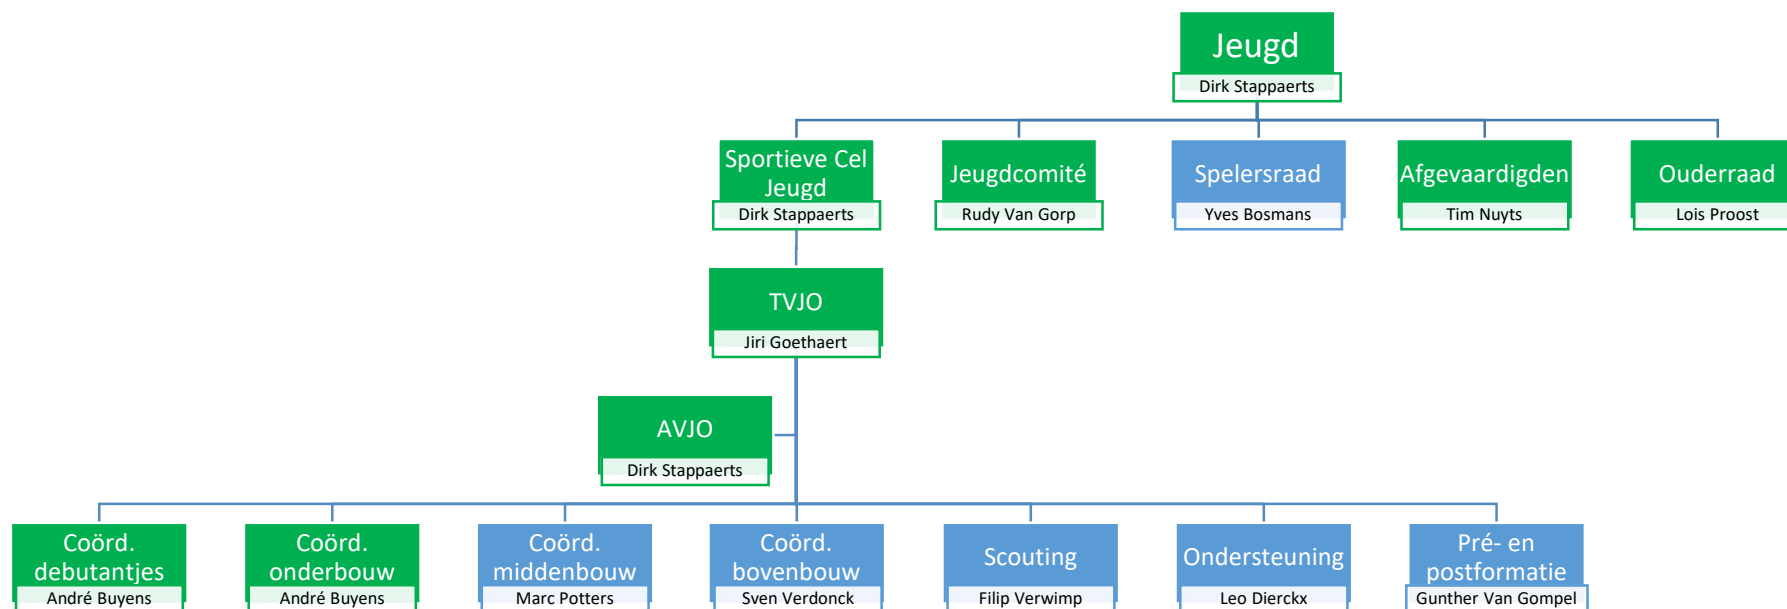 Jeugd
Dirk Stappaerts
Sportieve Cel
Jeugd
Dirk Stappaerts
Jeugdcomité
Rudy Van Gorp
Spelersraad
Yves Bosmans
Afgevaardigden
Tim Nuyts
Ouderraad
Lois Proost
TVJO
Jiri Goethaert
AVJO
Dirk Stappaerts
Coörd.
debutantjes
André Buyens
Coörd.
onderbouw
André Buyens
Coörd.
middenbouw
Marc Potters
Coörd.
bovenbouw
Sven Verdonck
Scouting
Filip Verwimp
Ondersteuning
Leo Dierckx
Pré- en
postformatie
Gunther Van Gompel